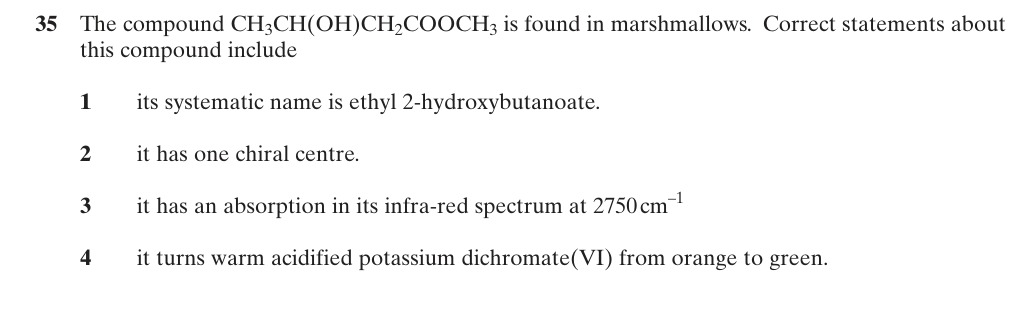 35 The compound CH₃CH(OH)CH₂COOCH₃ is found in marshmallows. Correct statements about
this compound include
1 its systematic name is ethyl 2-hydroxybutanoate.
2 it has one chiral centre.
3 it has an absorption in its infra-red spectrum at 2750 cm⁻¹
4 it turns warm acidified potassium dichromate(VI) from orange to green.